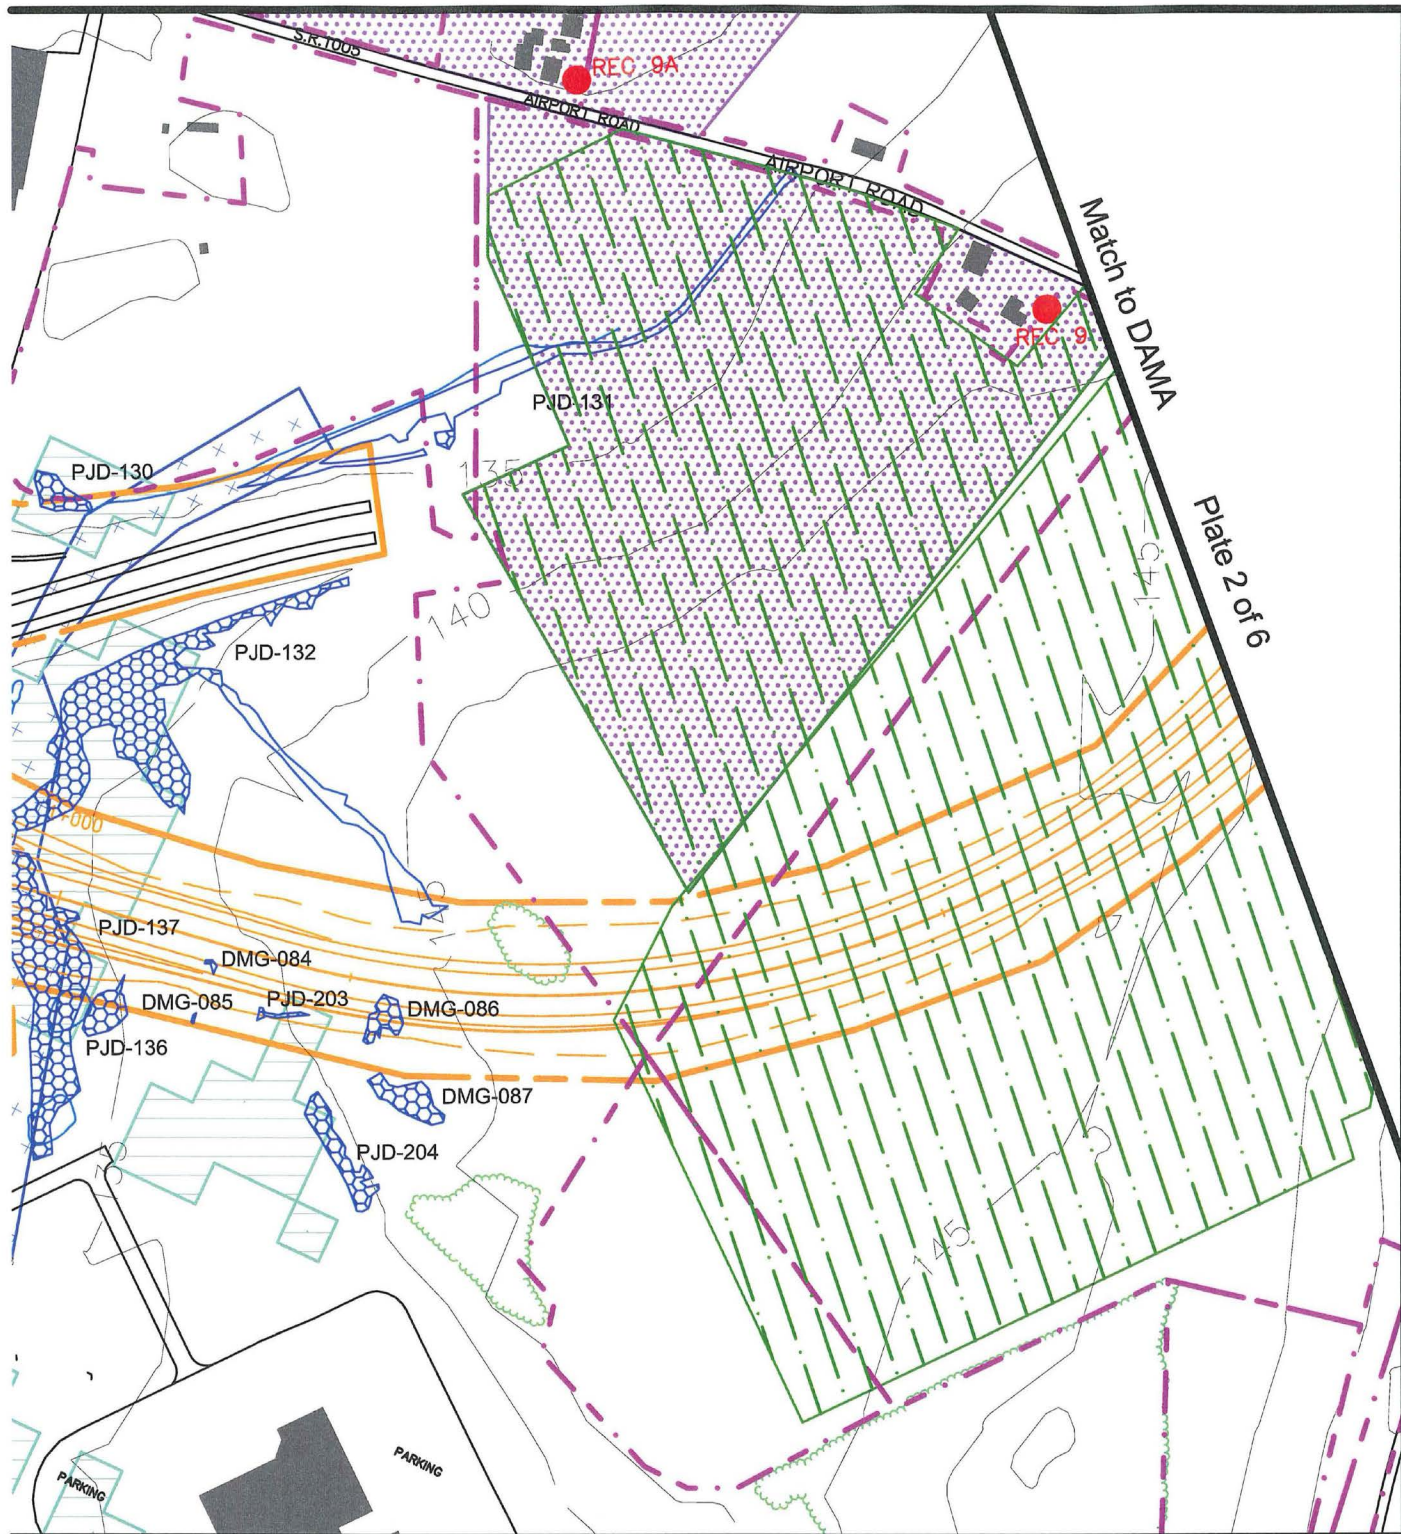 S.R.1005
REC 9A
AIRPORT ROAD
AIRPORT ROAD
Match to DAMA
Plate 2 of 6
REC 9
PJD-131
135
PJD-130
145
140
PJD-132
PJD-137
DMG-084
DMG-085
PJD-203
DMG-086
PJD-136
DMG-087
PJD-204
145
PARKING
PARKING